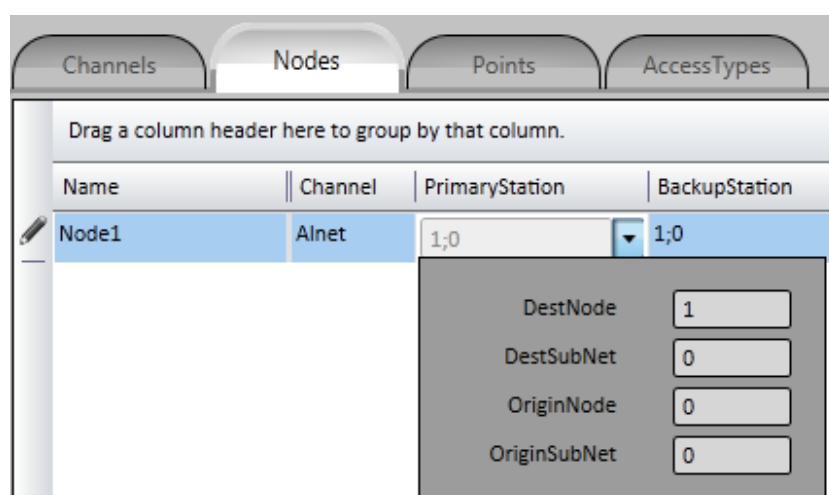 Channels Nodes Points AccessTypes
Drag a column header here to group by that column.
Name Channel PrimaryStation BackupStation
Node1 Alnet 1;0 1;0
DestNode 1
DestSubNet 0
OriginNode 0
OriginSubNet 0